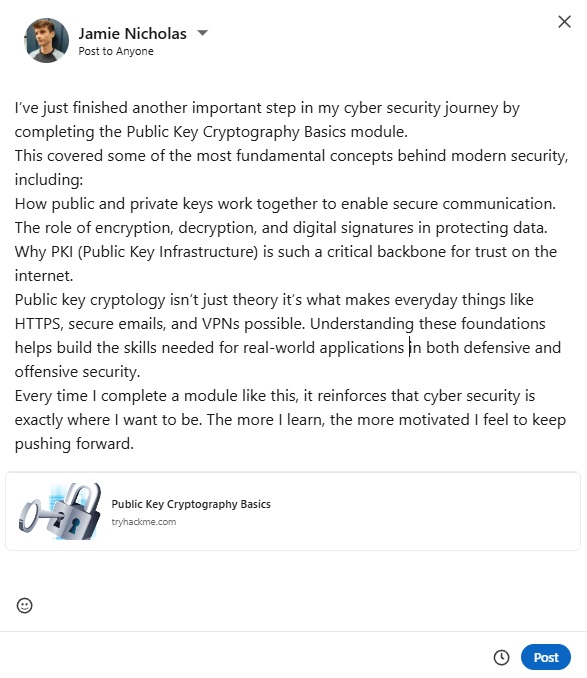 Jamie Nicholas
Post to Anyone
I've just finished another important step in my cyber security journey by
completing the Public Key Cryptography Basics module.
This covered some of the most fundamental concepts behind modern security,
including:
How public and private keys work together to enable secure communication.
The role of encryption, decryption, and digital signatures in protecting data.
Why PKI (Public Key Infrastructure) is such a critical backbone for trust on the
internet.
Public key cryptology isn't just theory it's what makes everyday things like
HTTPS, secure emails, and VPNs possible. Understanding these foundations
helps build the skills needed for real-world applications in both defensive and
offensive security.
Every time I complete a module like this, it reinforces that cyber security is
exactly where I want to be. The more I learn, the more motivated I feel to keep
pushing forward.
Public Key Cryptography Basics
tryhackme.com
Post